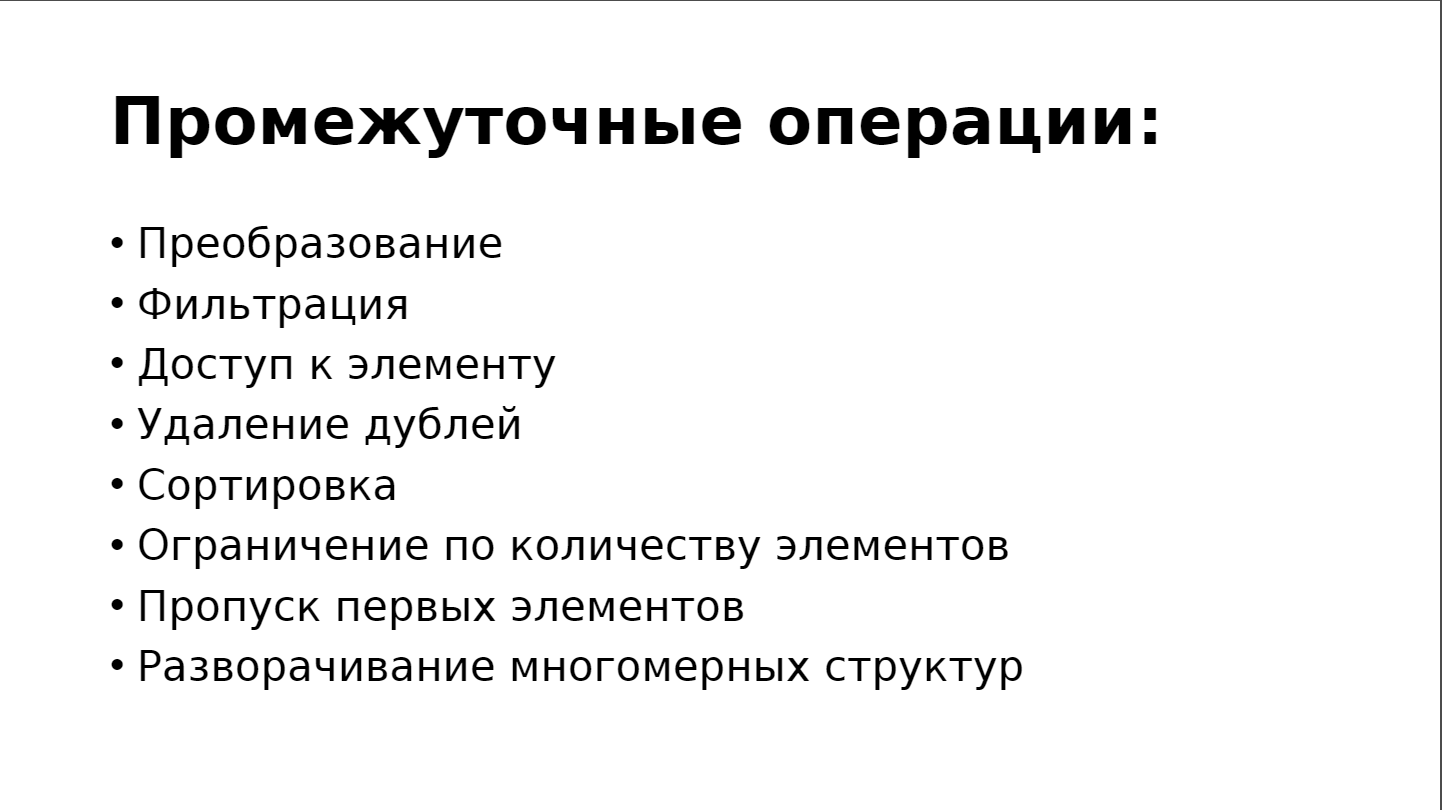 Промежуточные операции:
• Преобразование
• Фильтрация
• Доступ к элементу
• Удаление дублей
• Сортировка
• Ограничение по количеству элементов
• Пропуск первых элементов
• Разворачивание многомерных структур